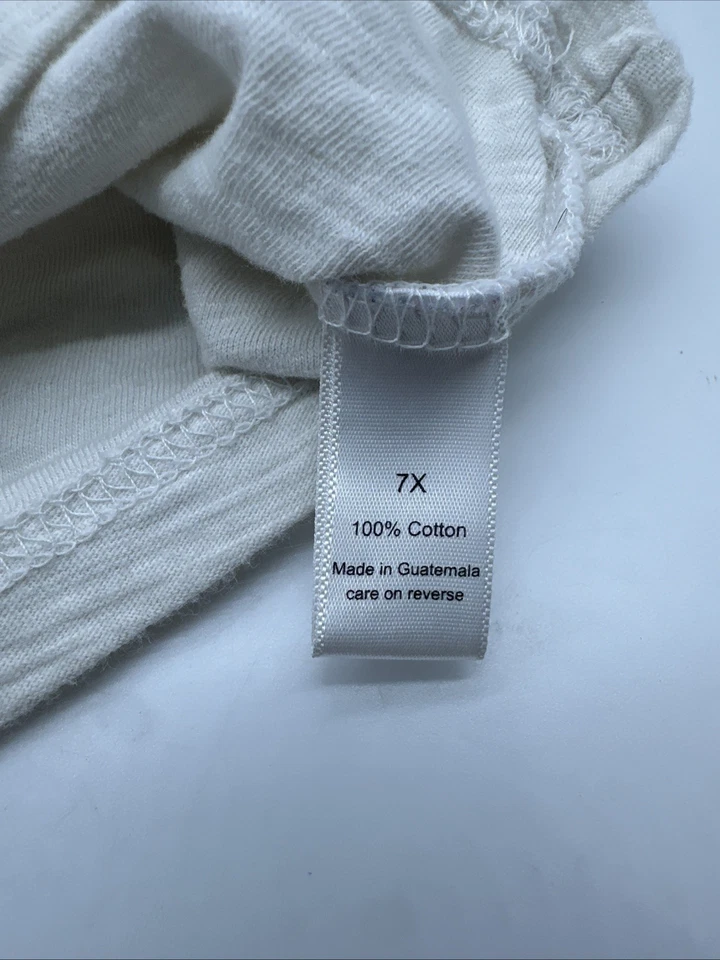 7X
100% Cotton
Made in Guatemala
care on reverse